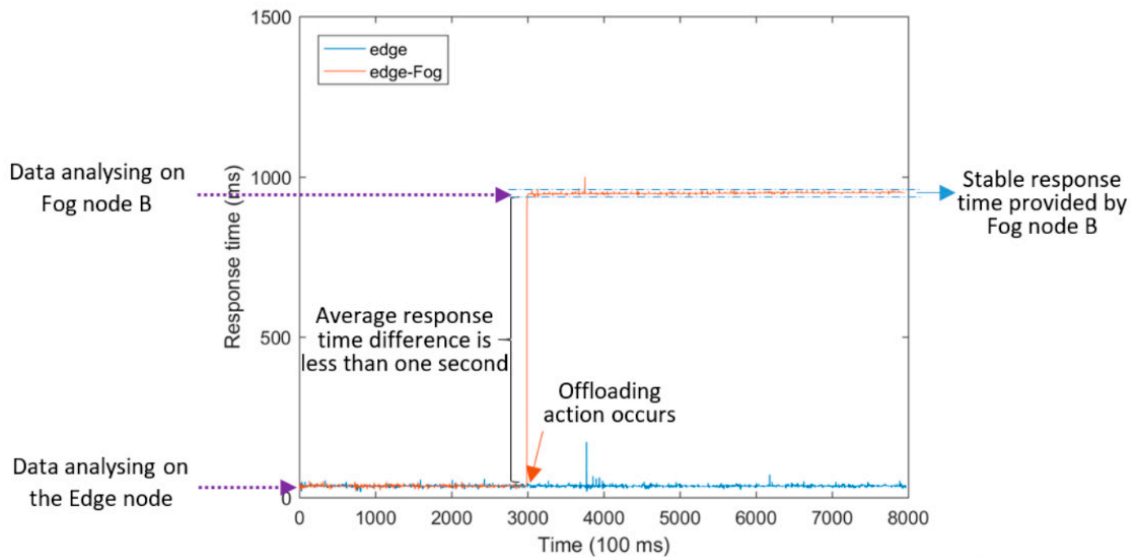 1500
edge
edge-Fog
Data analysing on
Fog node B
1000
Stable response
time provided by
Fog node B
Response time (ms)
Average response
time difference is
less than one second
500
Offloading
action occurs
Data analysing on
the Edge node
0
0 1000 2000 3000 4000 5000 6000 7000 8000
Time (100 ms)